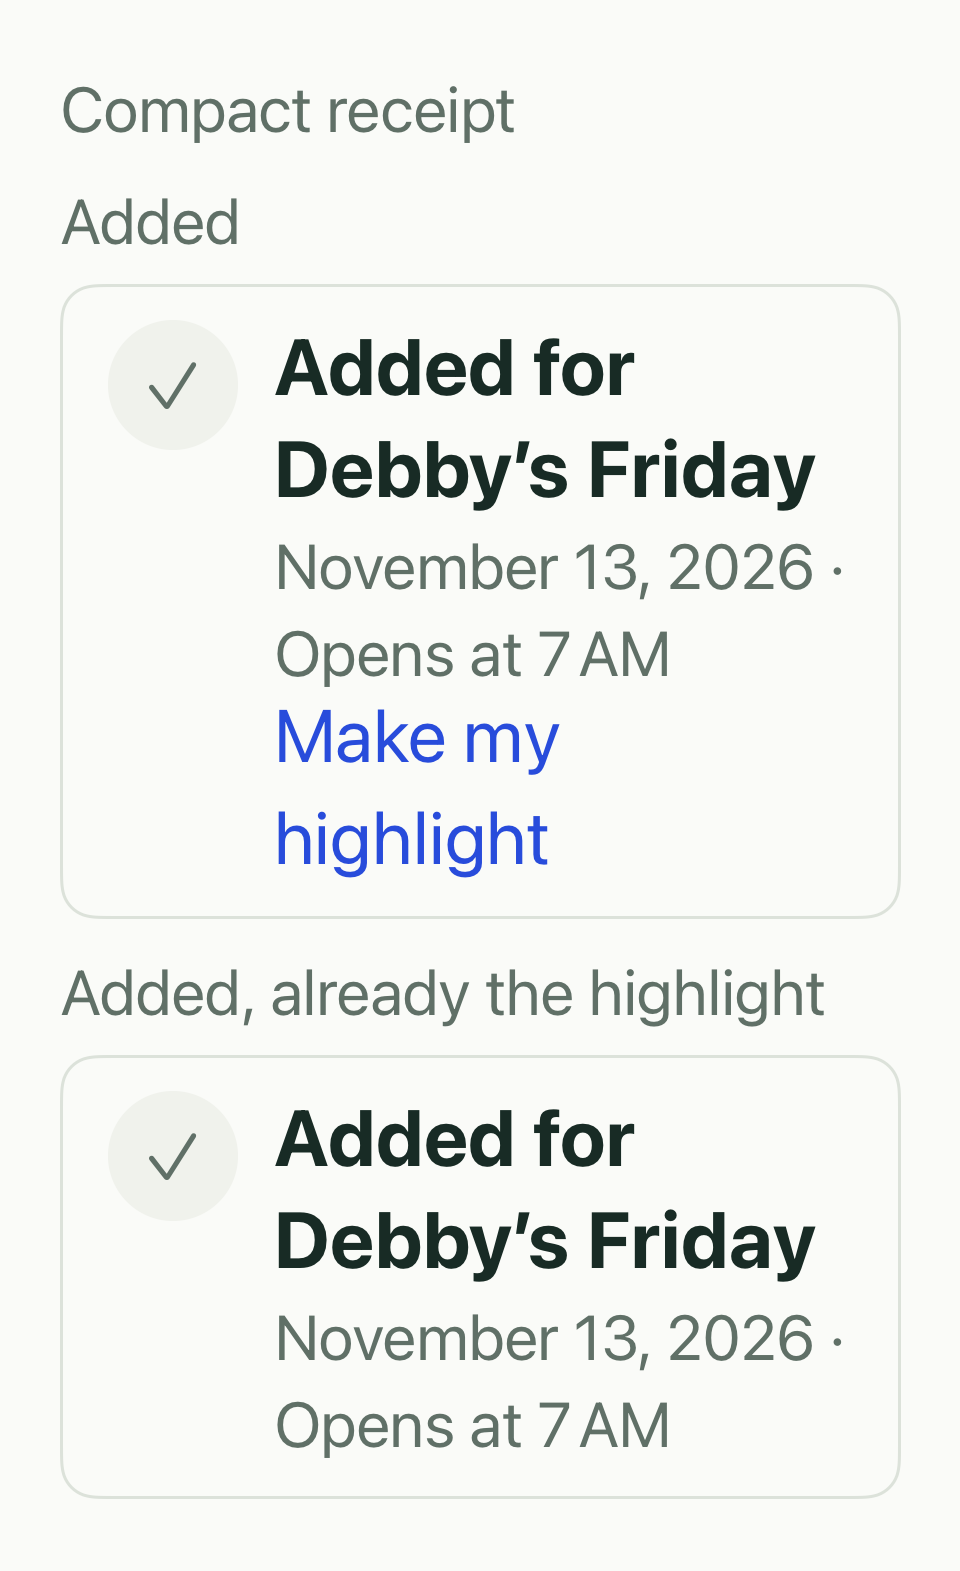 Compact receipt
Added
Added for
Debby’s Friday
November 13, 2026 ·
Opens at 7 AM
Make my
highlight
Added, already the highlight
Added for
Debby’s Friday
November 13, 2026 ·
Opens at 7 AM